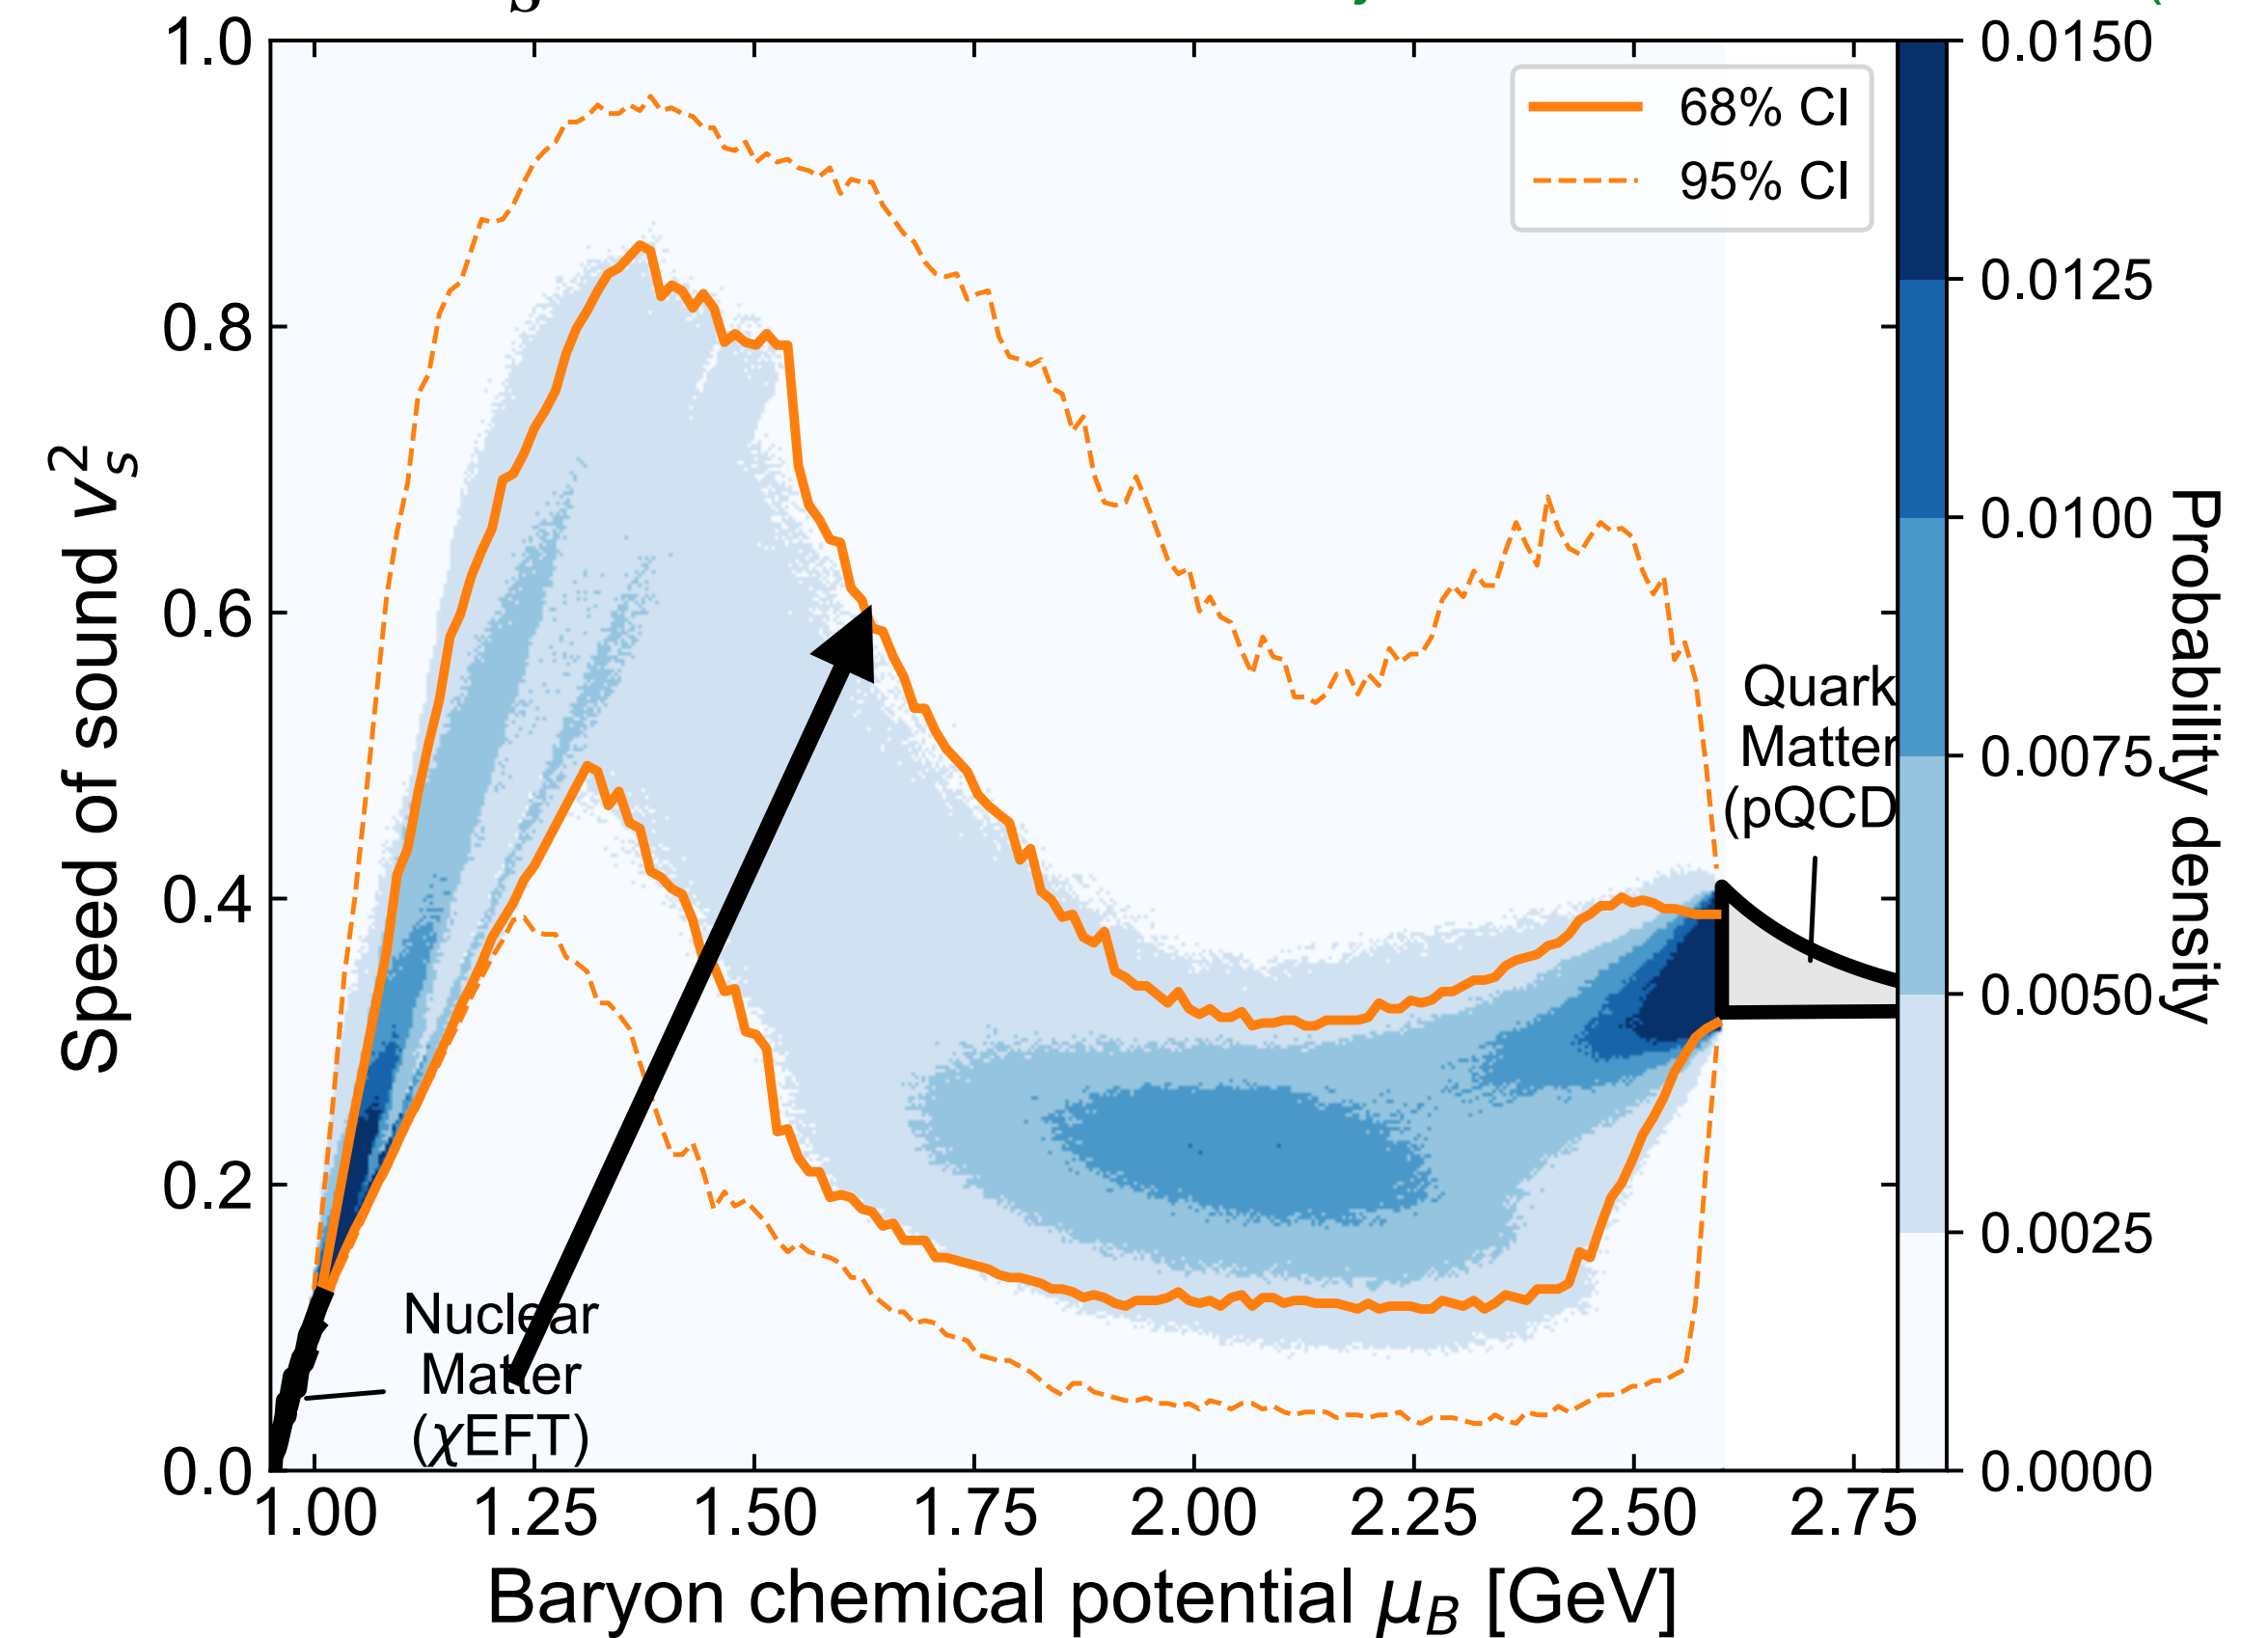 1.0
0.8
0.6
0.4
0.2
0.0
Speed of sound v_s^2
68% CI
95% CI
Nuclear
Matter
(χEFT)
Quark
Matter
(pQCD
1.00 1.25 1.50 1.75 2.00 2.25 2.50 2.75
Baryon chemical potential μ_B [GeV]
0.0150
0.0125
0.0100
0.0075
0.0050
0.0025
0.0000
Probability density